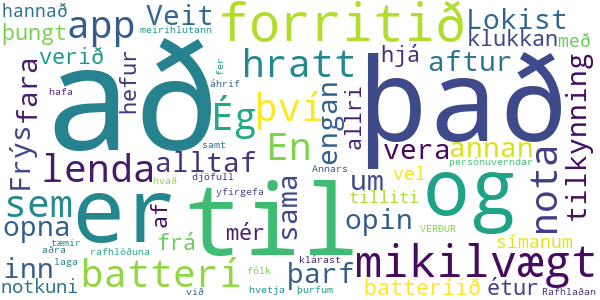 hannað
meirihlutann
app
Veit
forritið
Lokist
þungt
verið
hefur
hratt
hjá
aftur
klukkan
með
Frýs
fara
hafa
að
Ég
því
engan
allri
það
tilkynning
áhrif
fer
samt
Annars
lenda
alltaf
En
vera
annan
persónuverndar
hvað
djöfull
yfirgefa
sem
er
til
af
mér
sama
um
tilliti
vel
og
nota
opna
frá
opin
VERÐUR
símanum
aðra
tæmir
inn
laga
batterí
þarf
klárast
mikilvægt
notkuni
rafhlöðuna
við
fólk
hvetja
þurfum
batteríið
étur
Rafhlaðan